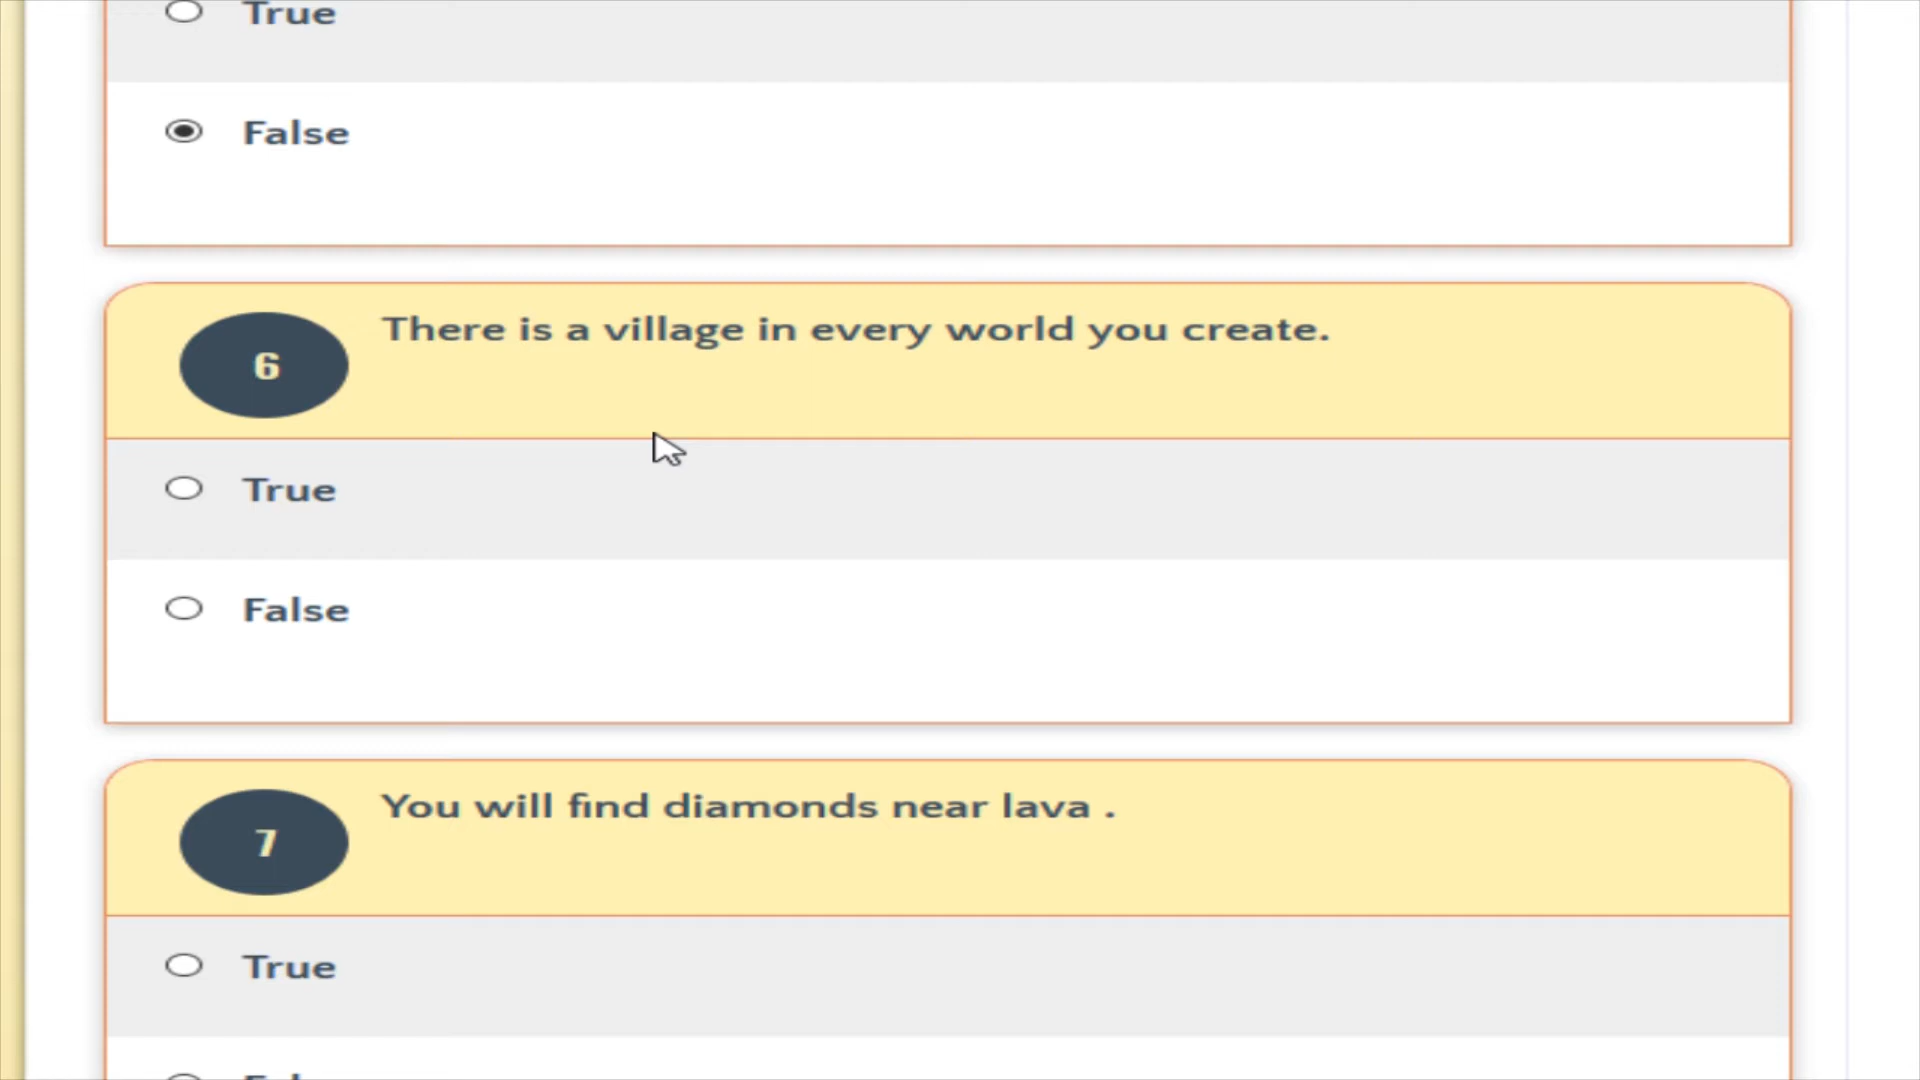 True
False
6
There is a village in every world you create.
True
False
7
You will find diamonds near lava .
True